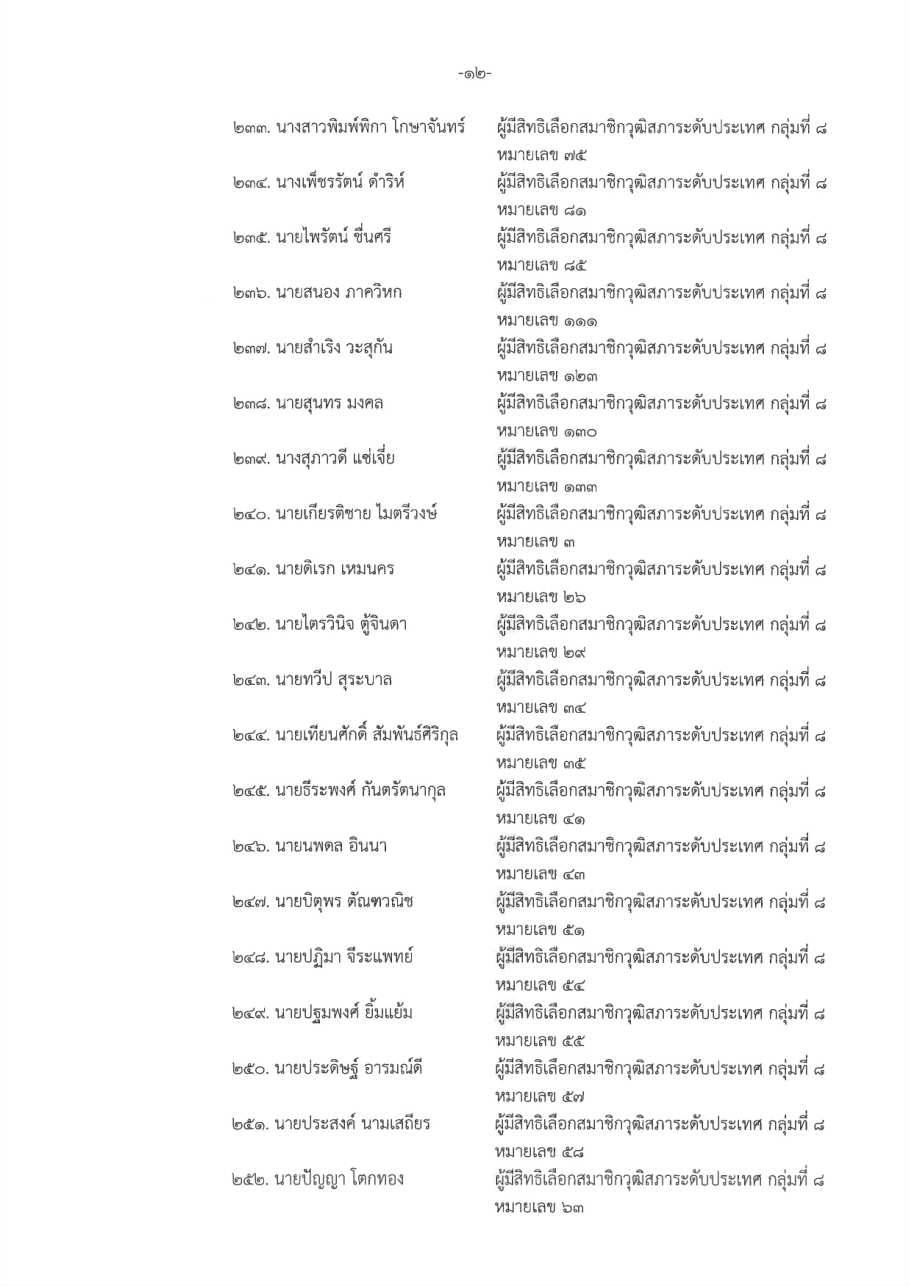 -๑๒-
๒๓๓. นางสาวพิมพ์พิกา โกษาจันทร์ ผู้มีสิทธิเลือกสมาชิกวุฒิสภาระดับประเทศ กลุ่มที่ ๘
หมายเลข ๗๕
๒๓๔. นางเพ็ชรรัตน์ ดำริห์ ผู้มีสิทธิเลือกสมาชิกวุฒิสภาระดับประเทศ กลุ่มที่ ๘
หมายเลข ๘๑
๒๓๕. นายไพรัตน์ ชื่นศรี ผู้มีสิทธิเลือกสมาชิกวุฒิสภาระดับประเทศ กลุ่มที่ ๘
หมายเลข ๘๕
๒๓๖. นายสนอง ภาควิหก ผู้มีสิทธิเลือกสมาชิกวุฒิสภาระดับประเทศ กลุ่มที่ ๘
หมายเลข ๑๑๑
๒๓๗. นายสำเริง วะสุกัน ผู้มีสิทธิเลือกสมาชิกวุฒิสภาระดับประเทศ กลุ่มที่ ๘
หมายเลข ๑๒๓
๒๓๘. นายสุนทร มงคล ผู้มีสิทธิเลือกสมาชิกวุฒิสภาระดับประเทศ กลุ่มที่ ๘
หมายเลข ๑๓๐
๒๓๙. นางสุภาวดี แซ่เจี่ย ผู้มีสิทธิเลือกสมาชิกวุฒิสภาระดับประเทศ กลุ่มที่ ๘
หมายเลข ๑๓๓
๒๔๐. นายเกียรติชาย ไมตรีวงษ์ ผู้มีสิทธิเลือกสมาชิกวุฒิสภาระดับประเทศ กลุ่มที่ ๘
หมายเลข ๓
๒๔๑. นายดิเรก เหมนคร ผู้มีสิทธิเลือกสมาชิกวุฒิสภาระดับประเทศ กลุ่มที่ ๘
หมายเลข ๒๖
๒๔๒. นายไตรวินิจ ตู้จินดา ผู้มีสิทธิเลือกสมาชิกวุฒิสภาระดับประเทศ กลุ่มที่ ๘
หมายเลข ๒๙
๒๔๓. นายทวีป สุระบาล ผู้มีสิทธิเลือกสมาชิกวุฒิสภาระดับประเทศ กลุ่มที่ ๘
หมายเลข ๓๔
๒๔๔. นายเทียนศักดิ์ สัมพันธ์ศิริกุล ผู้มีสิทธิเลือกสมาชิกวุฒิสภาระดับประเทศ กลุ่มที่ ๘
หมายเลข ๓๕
๒๔๕. นายธีระพงศ์ กันตรัตนากุล ผู้มีสิทธิเลือกสมาชิกวุฒิสภาระดับประเทศ กลุ่มที่ ๘
หมายเลข ๔๑
๒๔๖. นายนพดล อินนา ผู้มีสิทธิเลือกสมาชิกวุฒิสภาระดับประเทศ กลุ่มที่ ๘
หมายเลข ๔๓
๒๔๗. นายบิตุพร ตัณฑวณิช ผู้มีสิทธิเลือกสมาชิกวุฒิสภาระดับประเทศ กลุ่มที่ ๘
หมายเลข ๕๑
๒๔๘. นายปฏิมา จีระแพทย์ ผู้มีสิทธิเลือกสมาชิกวุฒิสภาระดับประเทศ กลุ่มที่ ๘
หมายเลข ๕๔
๒๔๙. นายปฐมพงศ์ ยิ้มแย้ม ผู้มีสิทธิเลือกสมาชิกวุฒิสภาระดับประเทศ กลุ่มที่ ๘
หมายเลข ๕๕
๒๕๐. นายประดิษฐ์ อารมณ์ดี ผู้มีสิทธิเลือกสมาชิกวุฒิสภาระดับประเทศ กลุ่มที่ ๘
หมายเลข ๕๗
๒๕๑. นายประสงค์ นามเสถียร ผู้มีสิทธิเลือกสมาชิกวุฒิสภาระดับประเทศ กลุ่มที่ ๘
หมายเลข ๕๘
๒๕๒. นายปัญญา โตกทอง ผู้มีสิทธิเลือกสมาชิกวุฒิสภาระดับประเทศ กลุ่มที่ ๘
หมายเลข ๖๓